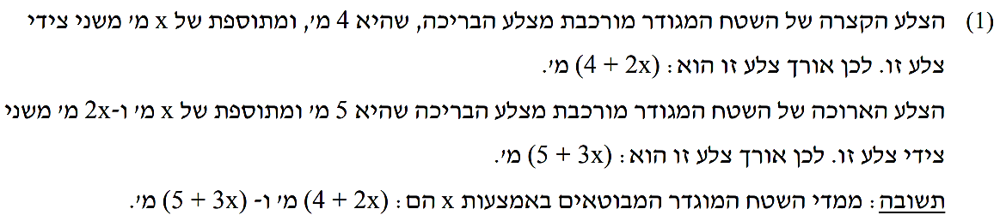 (1) הצלע הקצרה של השטח המגודר מורכבת מצלע הבריכה, שהיא 4 מ׳, ומתוספת של x מ׳ משני צידי
צלע זו. לכן אורך צלע זו הוא: (4 + 2x) מ׳.
הצלע הארוכה של השטח המגודר מורכבת מצלע הבריכה שהיא 5 מ׳ ומתוספת של x מ׳ ו-2x מ׳ משני
צידי צלע זו. לכן אורך צלע זו הוא: (5 + 3x) מ׳.
תשובה: ממדי השטח המוגדר המבוטאים באמצעות x הם: (4 + 2x) מ׳ ו- (5 + 3x) מ׳.